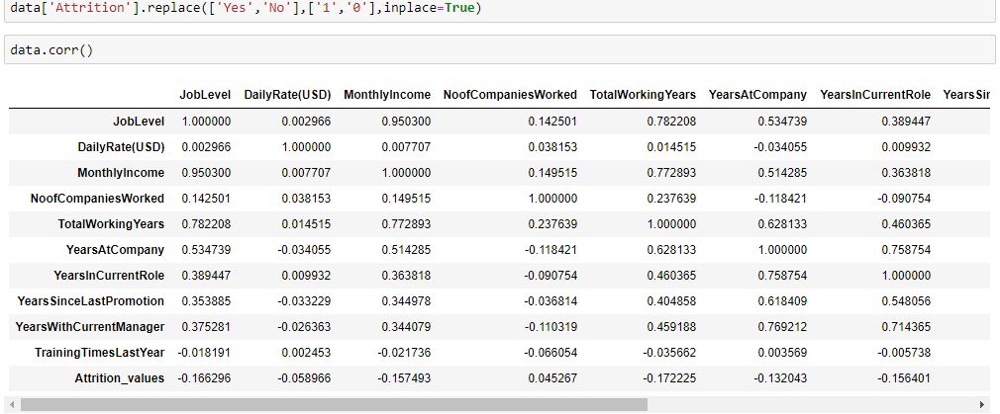 data['Attrition'].replace(['Yes','No'],['1','0'],inplace=True)
data.corr()
JobLevel DailyRate(USD) MonthlyIncome NoofCompaniesWorked TotalWorkingYears YearsAtCompany YearsInCurrentRole YearsSin
JobLevel 1.000000 0.002966 0.950300 0.142501 0.782208 0.534739 0.389447
DailyRate(USD) 0.002966 1.000000 0.007707 0.038153 0.014515 -0.034055 0.009932
MonthlyIncome 0.950300 0.007707 1.000000 0.149515 0.772893 0.514285 0.363818
NoofCompaniesWorked 0.142501 0.038153 0.149515 1.000000 0.237639 -0.118421 -0.090754
TotalWorkingYears 0.782208 0.014515 0.772893 0.237639 1.000000 0.628133 0.460365
YearsAtCompany 0.534739 -0.034055 0.514285 -0.118421 0.628133 1.000000 0.758754
YearsInCurrentRole 0.389447 0.009932 0.363818 -0.090754 0.460365 0.758754 1.000000
YearsSinceLastPromotion 0.353885 -0.033229 0.344978 -0.036814 0.404858 0.618409 0.548056
YearsWithCurrentManager 0.375281 -0.026363 0.344079 -0.110319 0.459188 0.769212 0.714365
TrainingTimesLastYear -0.018191 0.002453 -0.021736 -0.066054 -0.035662 0.003569 -0.005738
Attrition_values -0.166296 -0.058966 -0.157493 0.045267 -0.172225 -0.132043 -0.156401